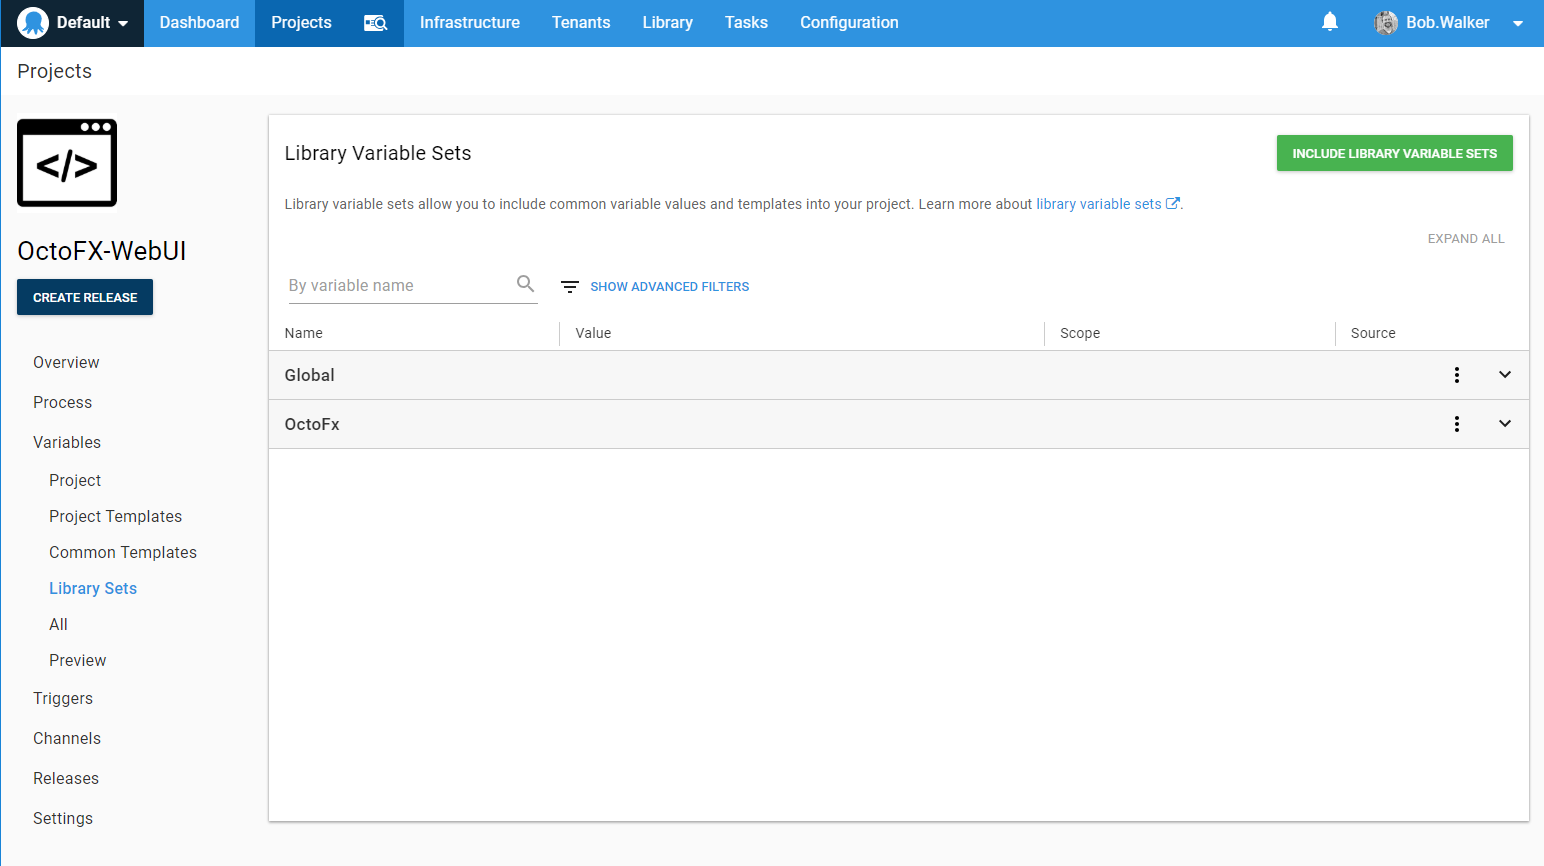 Default Dashboard Projects Infrastructure Tenants Library Tasks Configuration Bob.Walker
Projects
</>
OctoFX-WebUI
CREATE RELEASE
Overview
Process
Variables
Project
Project Templates
Common Templates
Library Sets
All
Preview
Triggers
Channels
Releases
Settings
Library Variable Sets
INCLUDE LIBRARY VARIABLE SETS
Library variable sets allow you to include common variable values and templates into your project. Learn more about library variable sets.
EXPAND ALL
By variable name SHOW ADVANCED FILTERS
Name Value Scope Source
Global
OctoFx